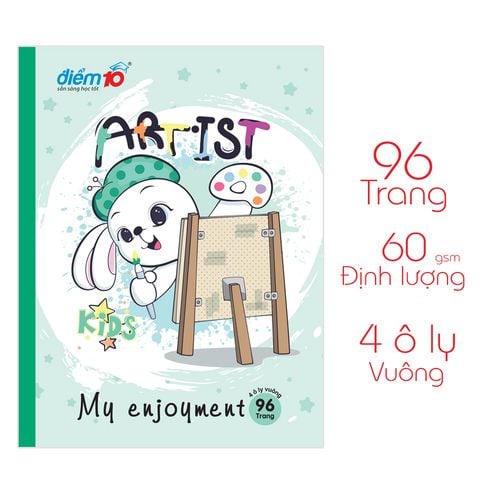 điểm10
sẵn sàng học tốt
ARTIST
KIDS
My enjoyment
4 ô ly vuông
96
Trang
96
Trang
60 gsm
Định lượng
4 ô ly
Vuông